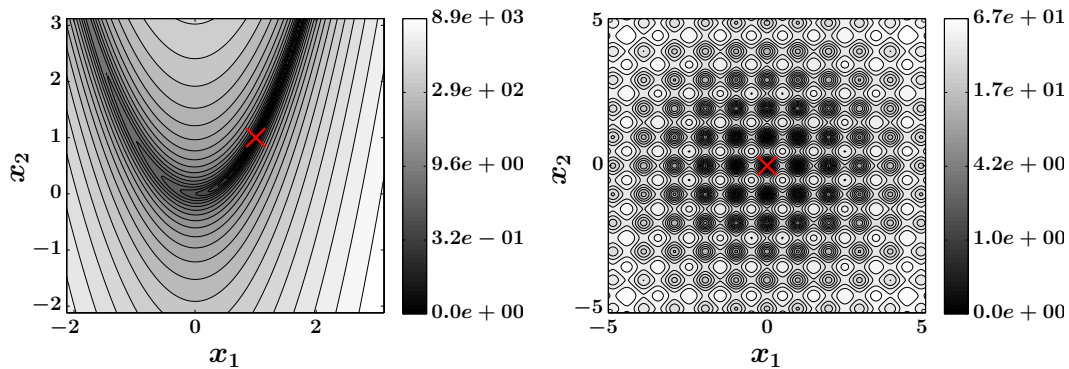 3
2
1
0
−1
−2
−2
0
2
x1
x2
8.9e + 03
2.9e + 02
9.6e + 00
3.2e − 01
0.0e + 00
5
0
−5
−5
0
5
x1
x2
6.7e + 01
1.7e + 01
4.2e + 00
1.0e + 00
0.0e + 00